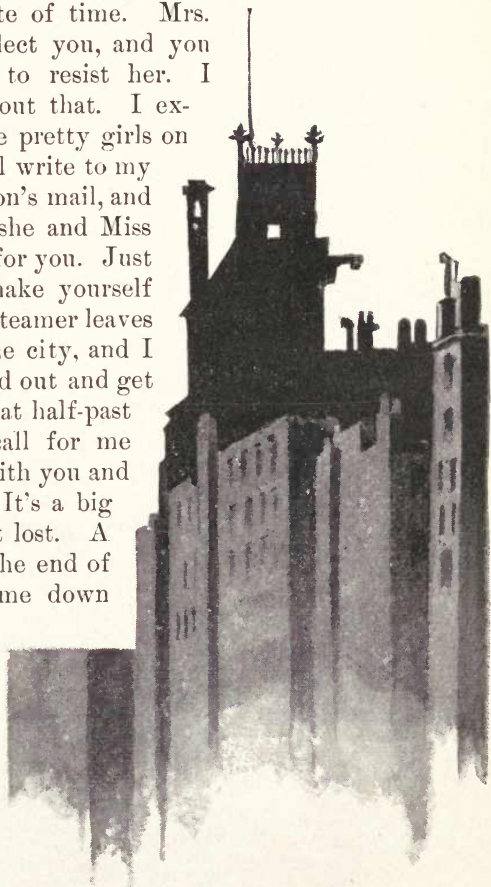 te of time. Mrs.
lect you, and you
to resist her. I
out that. I ex-
e pretty girls on
l write to my
on's mail, and
she and Miss
for you. Just
nake yourself
teamer leaves
e city, and I
d out and get
at half-past
call for me
ith you and
It's a big
t lost. A
he end of
me down